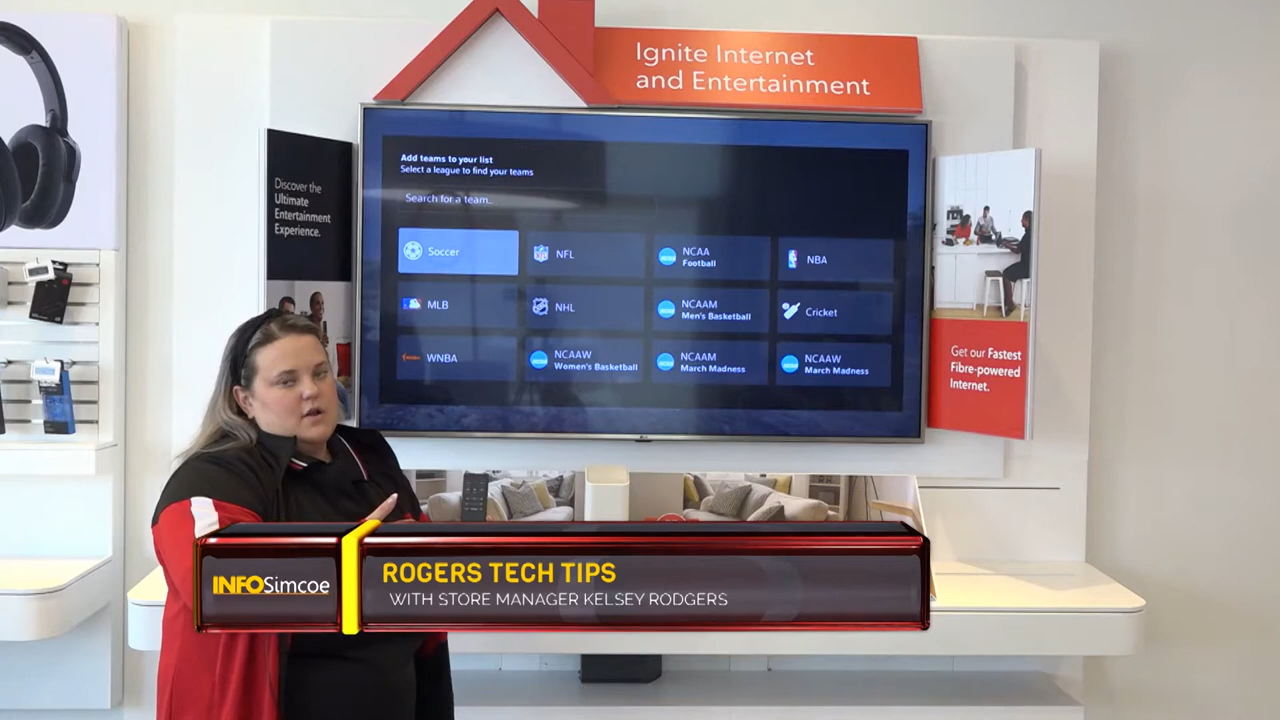 Ignite Internet
and Entertainment
Discover the
Ultimate
Entertainment
Experience.
Add teams to your list
Select a league to find your teams
Search for a team..
Soccer
NFL
NCAA
Football
NBA
MLB
NHL
NCAAM
Men's Basketball
Cricket
WNBA
NCAAW
Women's Basketball
NCAAM
March Madness
NCAAW
March Madness
Get our Fastest
Fibre-powered
Internet.
INFOSimcoe
ROGERS TECH TIPS
WITH STORE MANAGER KELSEY RODGERS